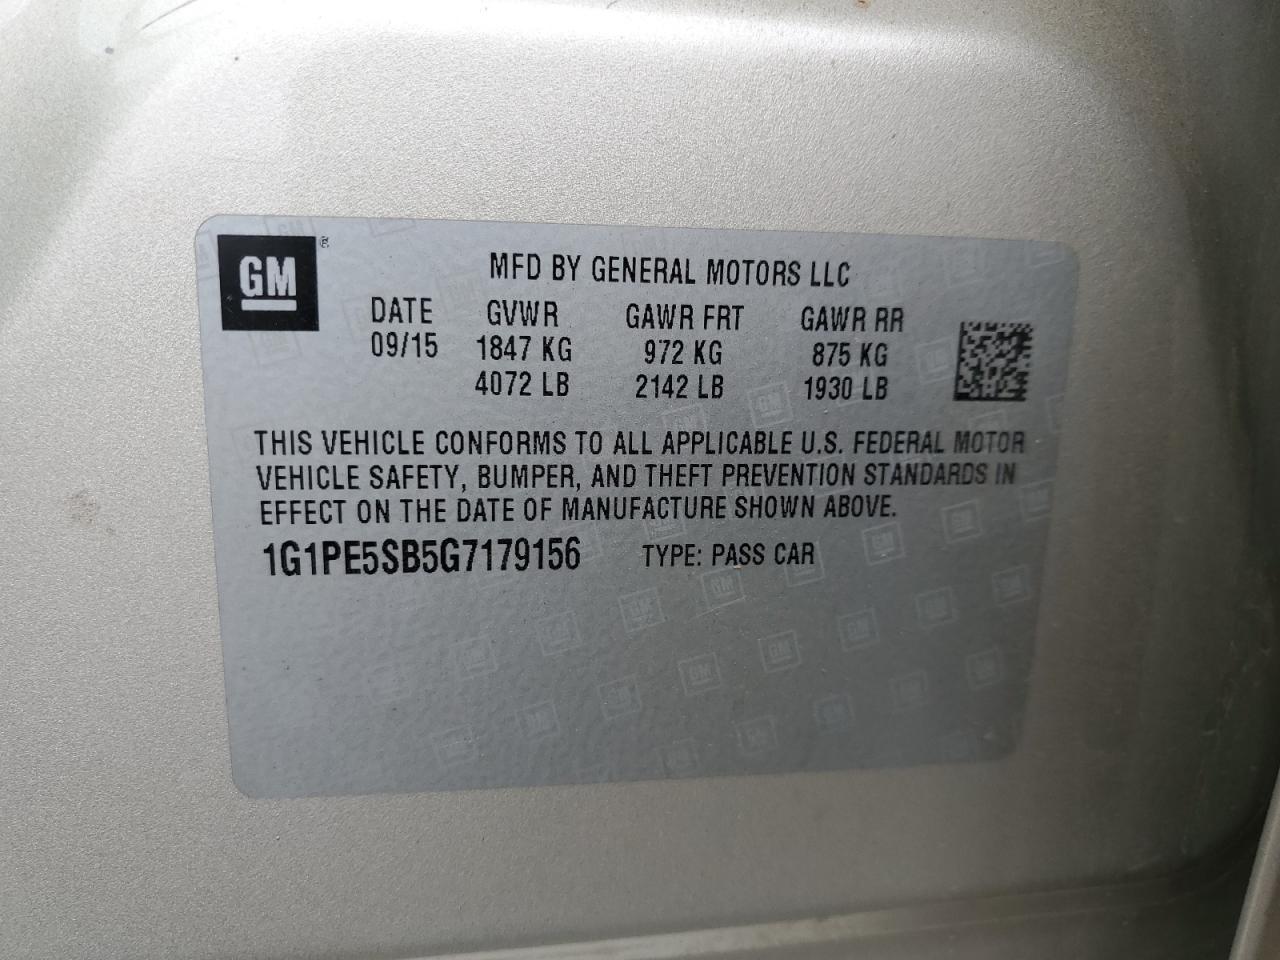 GM ®
MFD BY GENERAL MOTORS LLC
DATE GVWR GAWR FRT GAWR RR
09/15 1847 KG 972 KG 875 KG
4072 LB 2142 LB 1930 LB
THIS VEHICLE CONFORMS TO ALL APPLICABLE U.S. FEDERAL MOTOR
VEHICLE SAFETY, BUMPER, AND THEFT PREVENTION STANDARDS IN
EFFECT ON THE DATE OF MANUFACTURE SHOWN ABOVE.
1G1PE5SB5G7179156 TYPE: PASS CAR